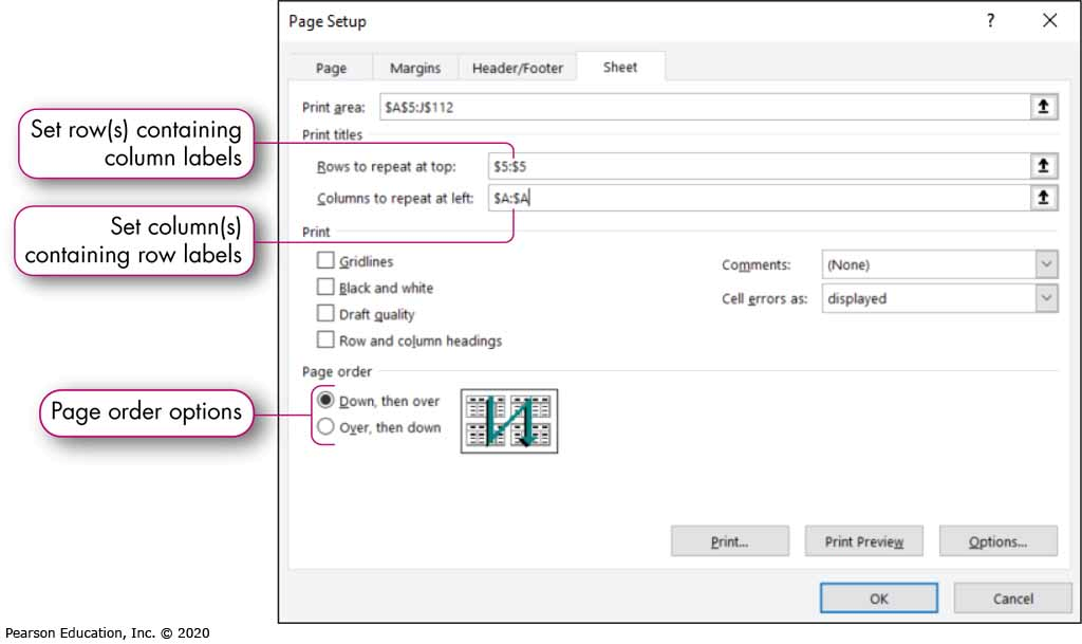 Page Setup
?
Page
Margins
Header/Footer
Sheet
Print area: $A$5:J$112
Set row(s) containing
column labels
Print titles
Rows to repeat at top: $5:$5
Columns to repeat at left: $A:$A
Set column(s)
containing row labels
Print
Gridlines
Black and white
Draft quality
Row and column headings
Comments: (None)
Cell errors as: displayed
Page order
Page order options
Down, then over
Over, then down
Print...
Print Preview
Options...
OK
Cancel
Pearson Education, Inc. © 2020